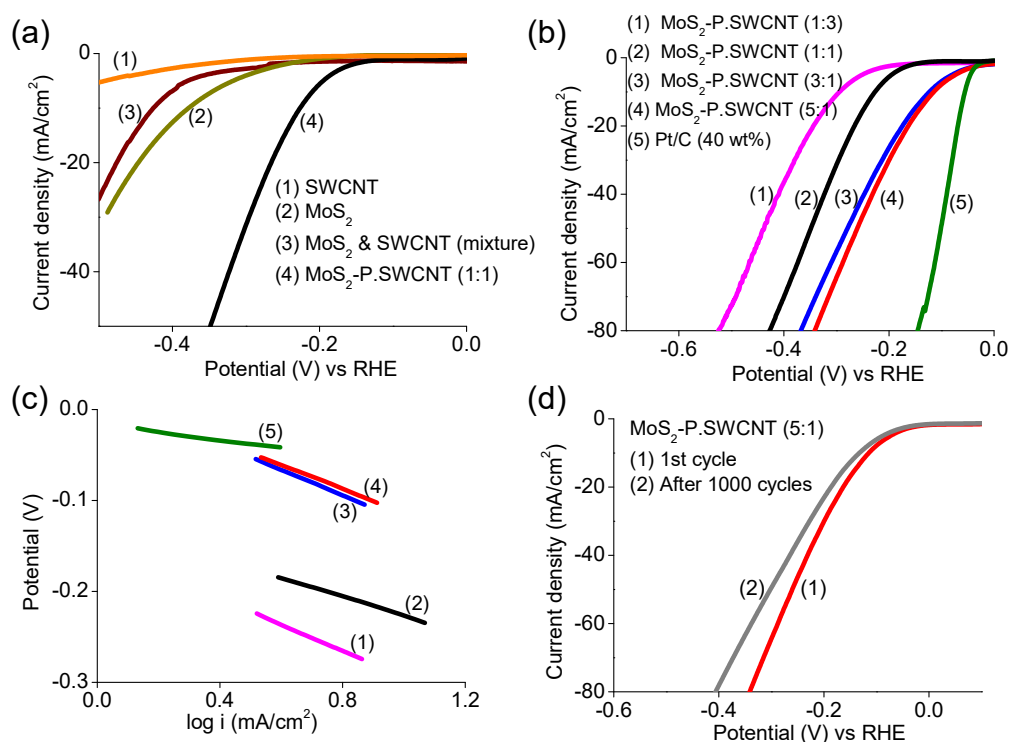 (a)
Current density (mA/cm²)
0
-20
-40
-0.4
-0.2
0.0
Potential (V) vs RHE
(1)
(3)
(2)
(4)
(1) SWCNT
(2) MoS₂
(3) MoS₂ & SWCNT (mixture)
(4) MoS₂-P.SWCNT (1:1)
(b)
(1) MoS₂-P.SWCNT (1:3)
(2) MoS₂-P.SWCNT (1:1)
(3) MoS₂-P.SWCNT (3:1)
(4) MoS₂-P.SWCNT (5:1)
(5) Pt/C (40 wt%)
Current density (mA/cm²)
0
-20
-40
-60
-80
-0.6
-0.4
-0.2
0.0
Potential (V) vs RHE
(1)
(2)
(3)
(4)
(5)
(c)
Potential (V)
0.0
-0.1
-0.2
-0.3
0.0
0.4
0.8
1.2
log i (mA/cm²)
(5)
(4)
(3)
(2)
(1)
(d)
MoS₂-P.SWCNT (5:1)
(1) 1st cycle
(2) After 1000 cycles
Current density (mA/cm²)
0
-20
-40
-60
-80
-0.6
-0.4
-0.2
0.0
Potential (V) vs RHE
(2)
(1)